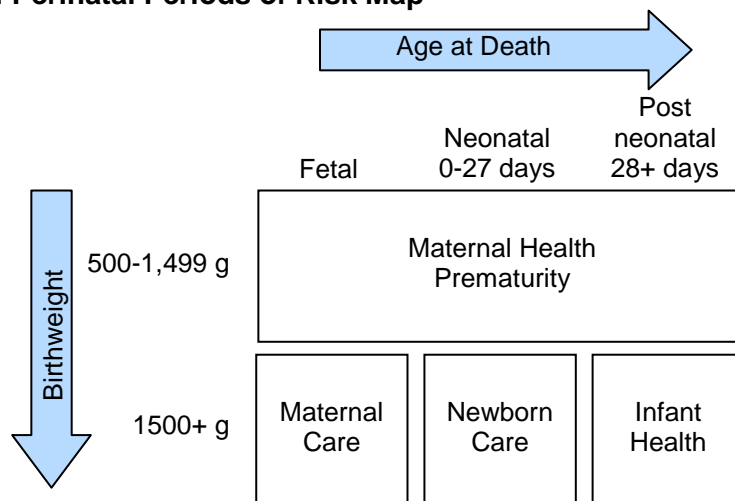 Perinatal Periods of Risk Map
Age at Death
Fetal
Neonatal
0-27 days
Post
neonatal
28+ days
Birthweight
500-1,499 g
Maternal Health
Prematurity
1500+ g
Maternal
Care
Newborn
Care
Infant
Health